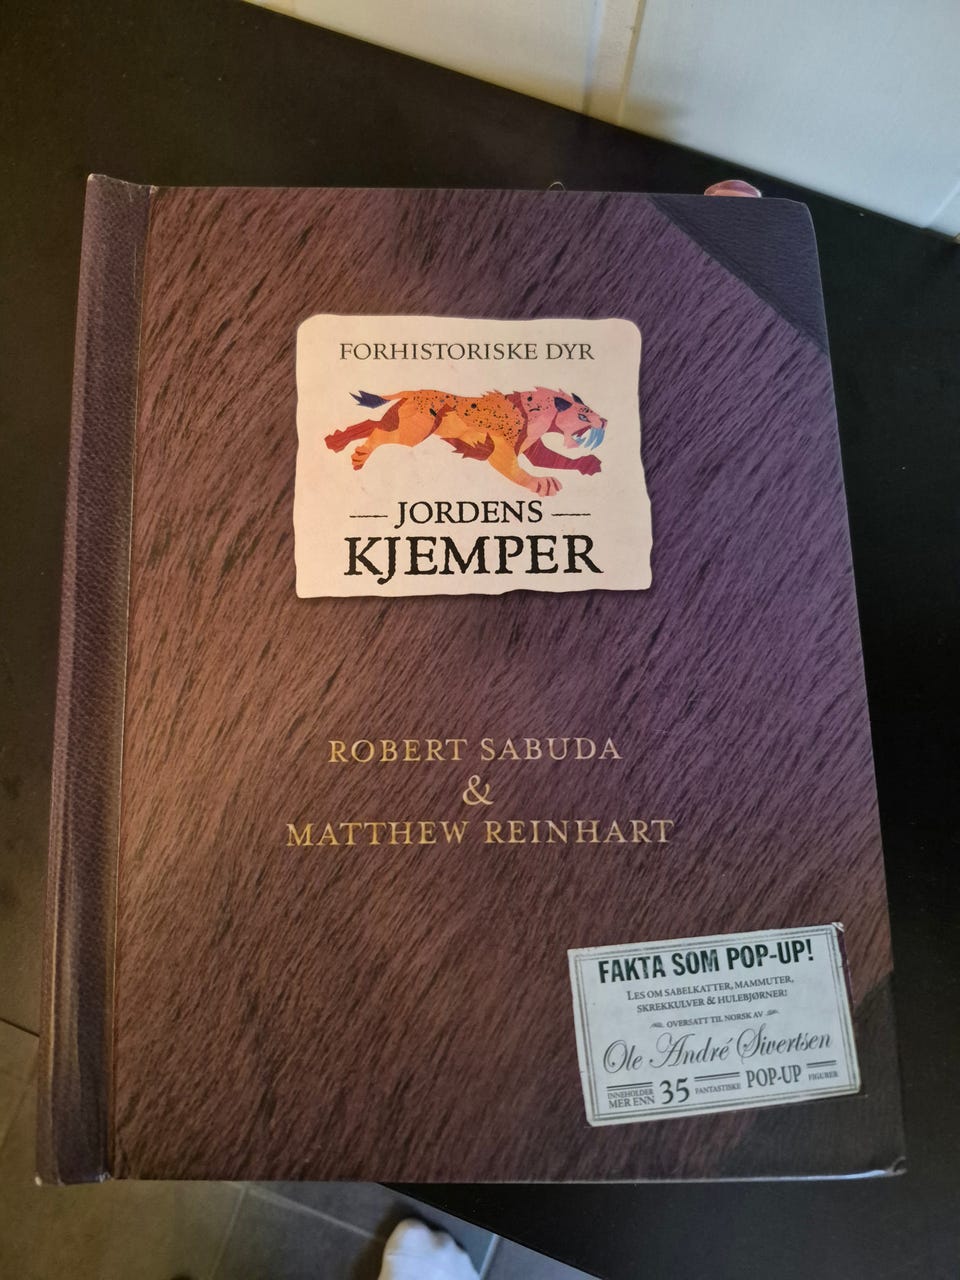 FORHISTORISKE DYR
JORDENS
KJEMPER
ROBERT SABUDA
&
MATTHEW REINHART
FAKTA SOM POP-UP!
LES OM SABELKATTER, MAMMUTER,
SKREKKULVER & HULEBJØRNER!
OVERSATT TIL NORSK AV
Ole André Sivertsen
INNEHOLDER
MER ENN 35 FANTASTISKE POP-UP FIGURER